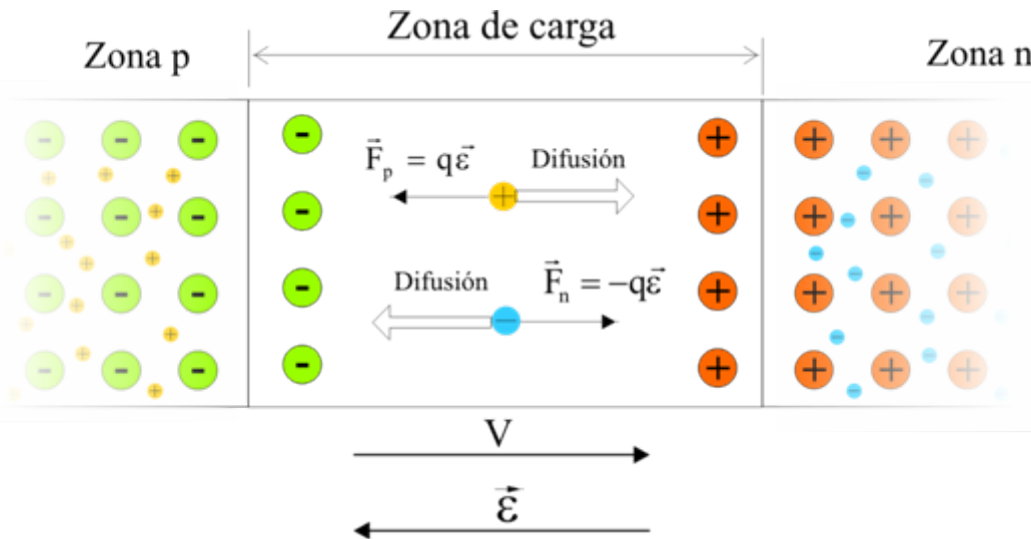 Zona de carga
Zona p
Zona n
F⃗p = qε⃗
Difusión
Difusión
F⃗n = −qε⃗
V
ε⃗